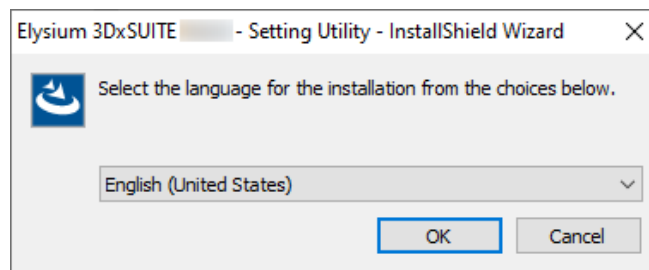 Elysium 3DxSUITE - Setting Utility - InstallShield Wizard
Select the language for the installation from the choices below.
English (United States)
OK Cancel